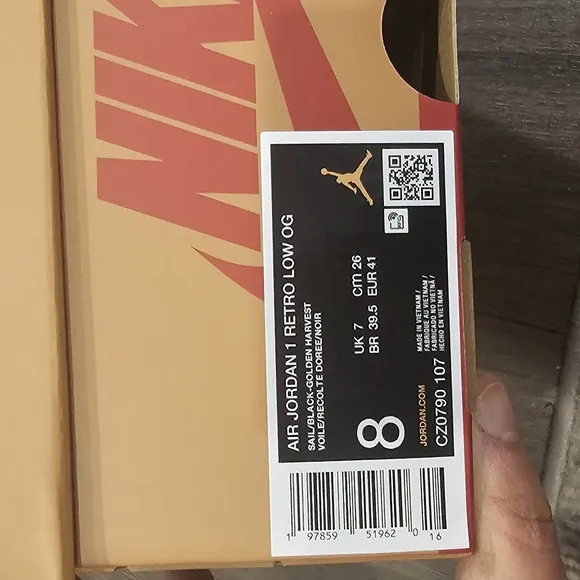 NIKE
AIR JORDAN 1 RETRO LOW OG
SAIL/BLACK-GOLDEN HARVEST
VOILE/RECOLTE DOREE/NOIR
8
UK 7 CM 26
BR 39.5 EUR 41
JORDAN.COM
CZ0790 107
MADE IN VIETNAM /
FABRIQUE AU VIETNAM /
FABRICADO NO VIETNÃ /
HECHO EN VIETNAM
1 97859 51962 0 16